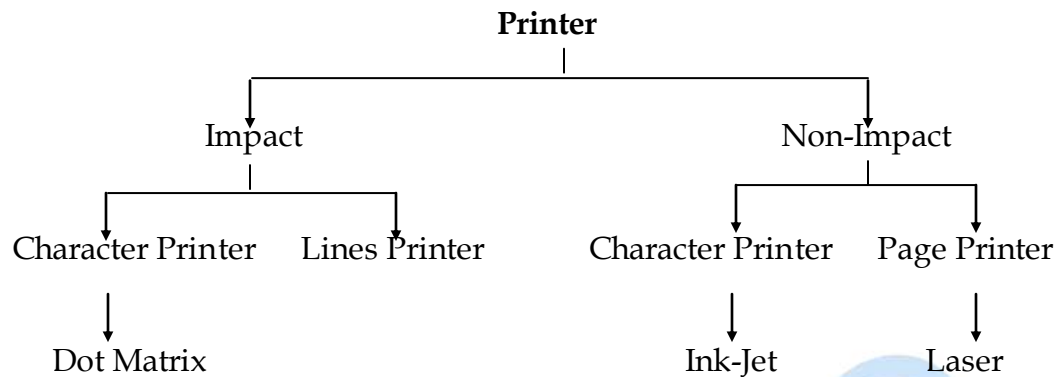 Printer
Impact Non-Impact
Character Printer Lines Printer Character Printer Page Printer
Dot Matrix Ink-Jet Laser